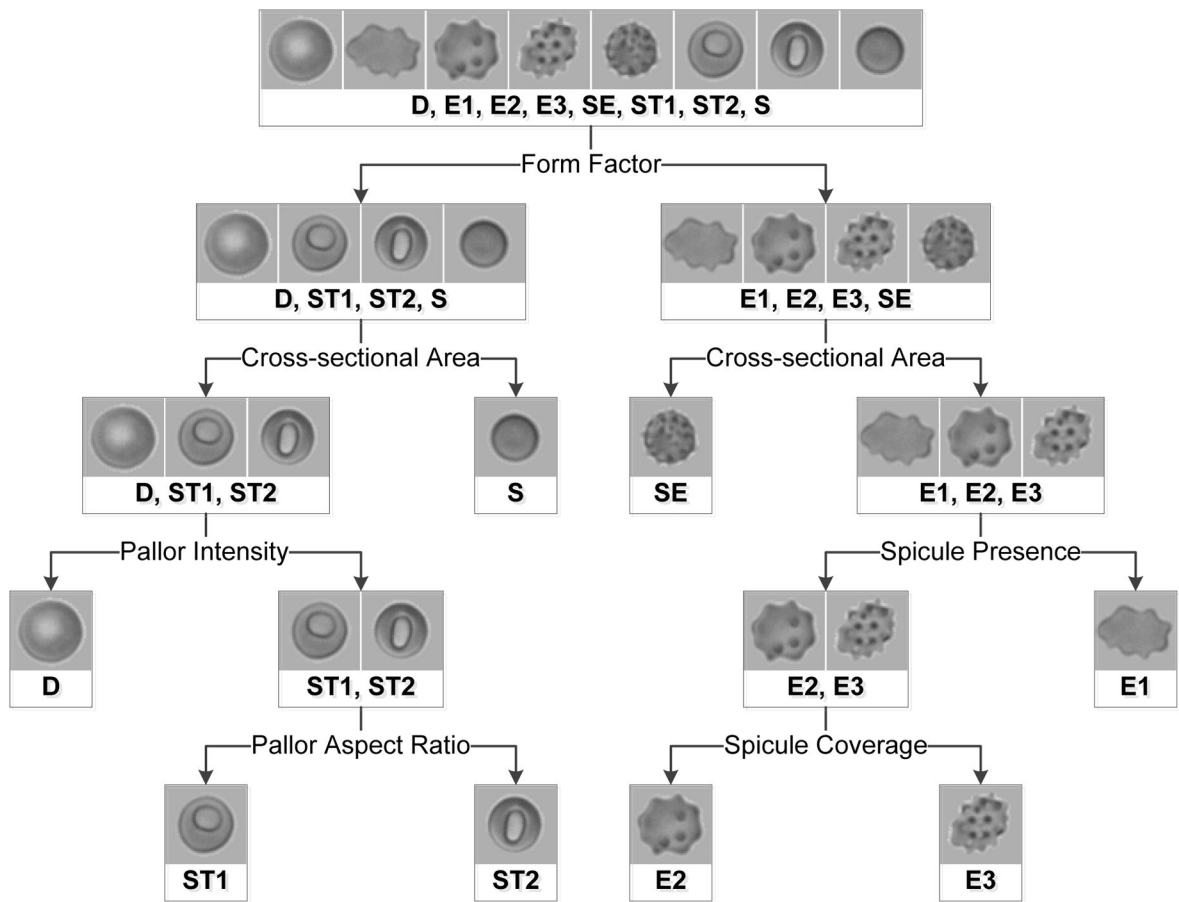 D, E1, E2, E3, SE, ST1, ST2, S
Form Factor
D, ST1, ST2, S
E1, E2, E3, SE
Cross-sectional Area
Cross-sectional Area
D, ST1, ST2
S
SE
E1, E2, E3
Pallor Intensity
Spicule Presence
D
ST1, ST2
E2, E3
E1
Pallor Aspect Ratio
Spicule Coverage
ST1
ST2
E2
E3